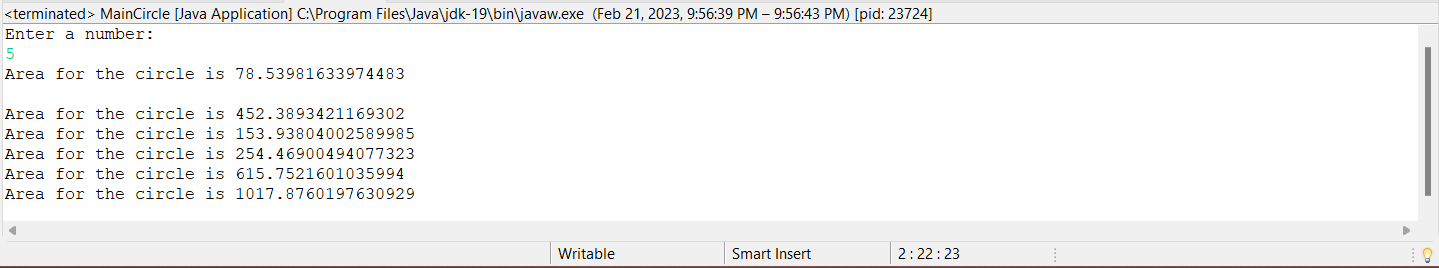 <terminated> MainCircle [Java Application] C:\Program Files\Java\jdk-19\bin\javaw.exe (Feb 21, 2023, 9:56:39 PM – 9:56:43 PM) [pid: 23724]
Enter a number:
5
Area for the circle is 78.53981633974483
Area for the circle is 452.3893421169302
Area for the circle is 153.93804002589985
Area for the circle is 254.46900494077323
Area for the circle is 615.7521601035994
Area for the circle is 1017.8760197630929
Writable Smart Insert 2 : 22 : 23